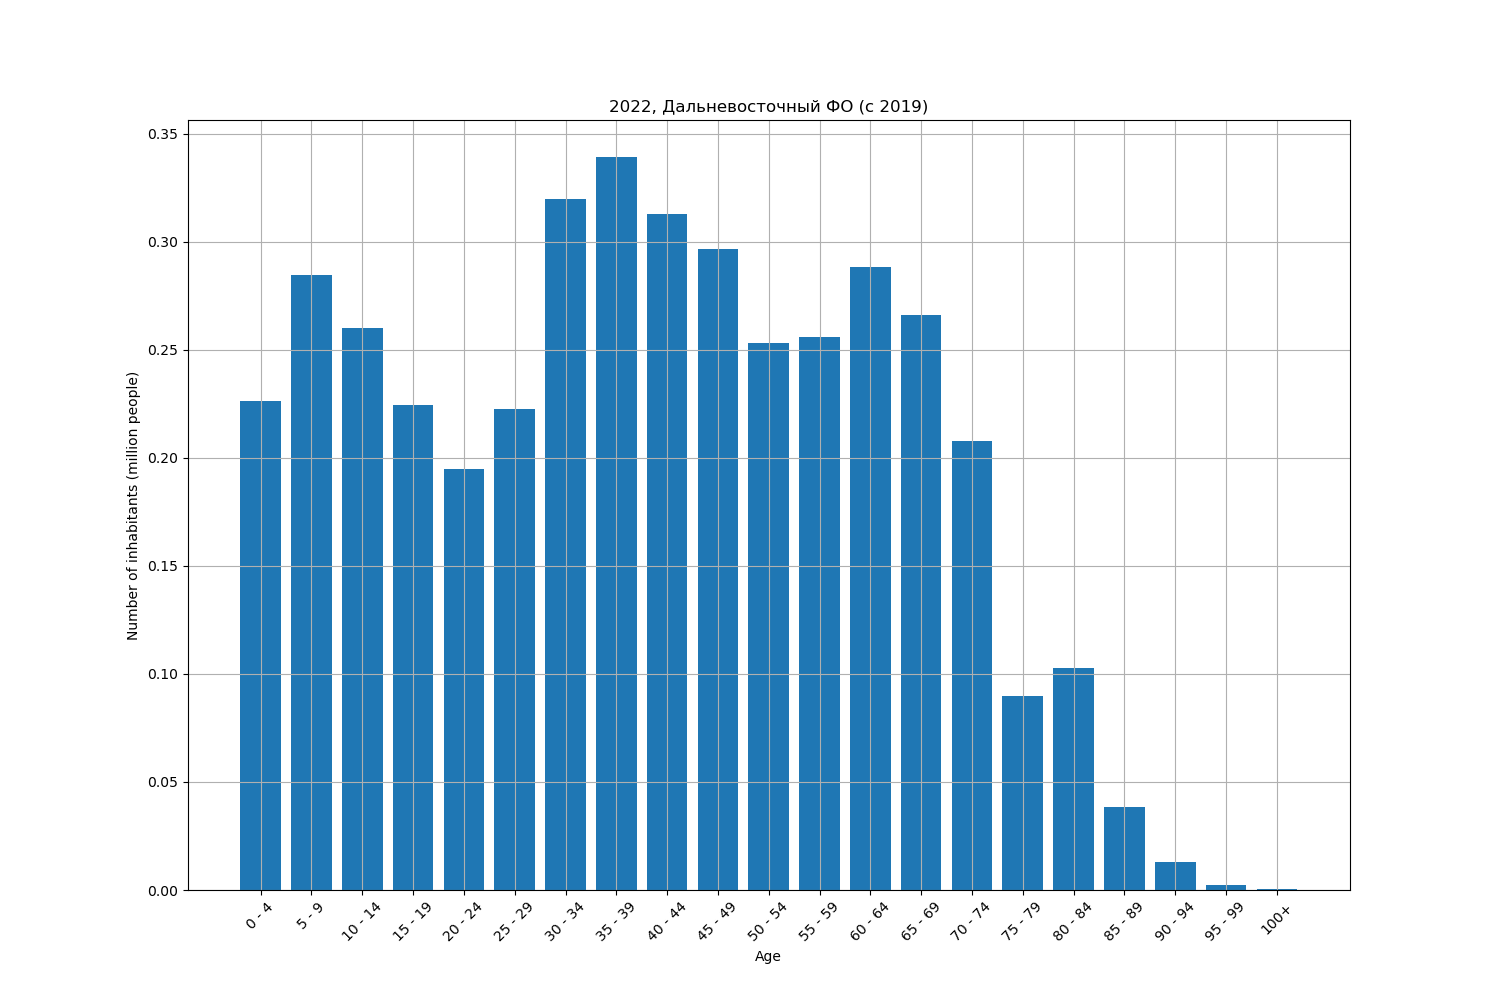 2022, Дальневосточный ФО (с 2019)
0.35
0.30
0.25
0.20
0.15
0.10
0.05
0.00
Number of inhabitants (million people)
0 - 4
5 - 9
10 - 14
15 - 19
20 - 24
25 - 29
30 - 34
35 - 39
40 - 44
45 - 49
50 - 54
55 - 59
60 - 64
65 - 69
70 - 74
75 - 79
80 - 84
85 - 89
90 - 94
95 - 99
100+
Age